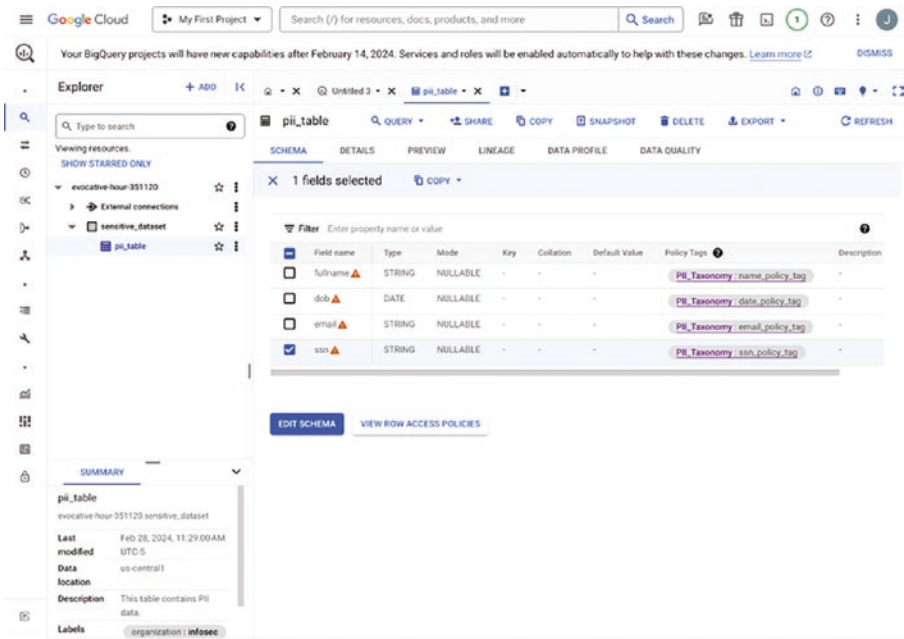 Google Cloud
My First Project
Search (/) for resources, docs, products, and more
Search
1
J
Your BigQuery projects will have new capabilities after February 14, 2024. Services and roles will be enabled automatically to help with these changes. Learn more
DISMISS
Explorer
+ ADD
Untitled 3
pii_table
Type to search
pii_table
QUERY
SHARE
COPY
SNAPSHOT
DELETE
EXPORT
REFRESH
Viewing resources.
SHOW STARRED ONLY
SCHEMA
DETAILS
PREVIEW
LINEAGE
DATA PROFILE
DATA QUALITY
evocative-hour-351120
External connections
sensitive_dataset
pii_table
1 fields selected
COPY
Filter Enter property name or value
Field name Type Mode Key Collation Default Value Policy Tags Description
fullname STRING NULLABLE - - - PII_Taxonomy : name_policy_tag -
dob DATE NULLABLE - - - PII_Taxonomy : date_policy_tag -
email STRING NULLABLE - - - PII_Taxonomy : email_policy_tag -
ssn STRING NULLABLE - - - PII_Taxonomy : ssn_policy_tag -
EDIT SCHEMA
VIEW ROW ACCESS POLICIES
SUMMARY
pii_table
evocative-hour-351120.sensitive_dataset
Last modified Feb 28, 2024, 11:29:00 AM UTC-5
Data location us-central1
Description This table contains PII data.
Labels organization : infosec